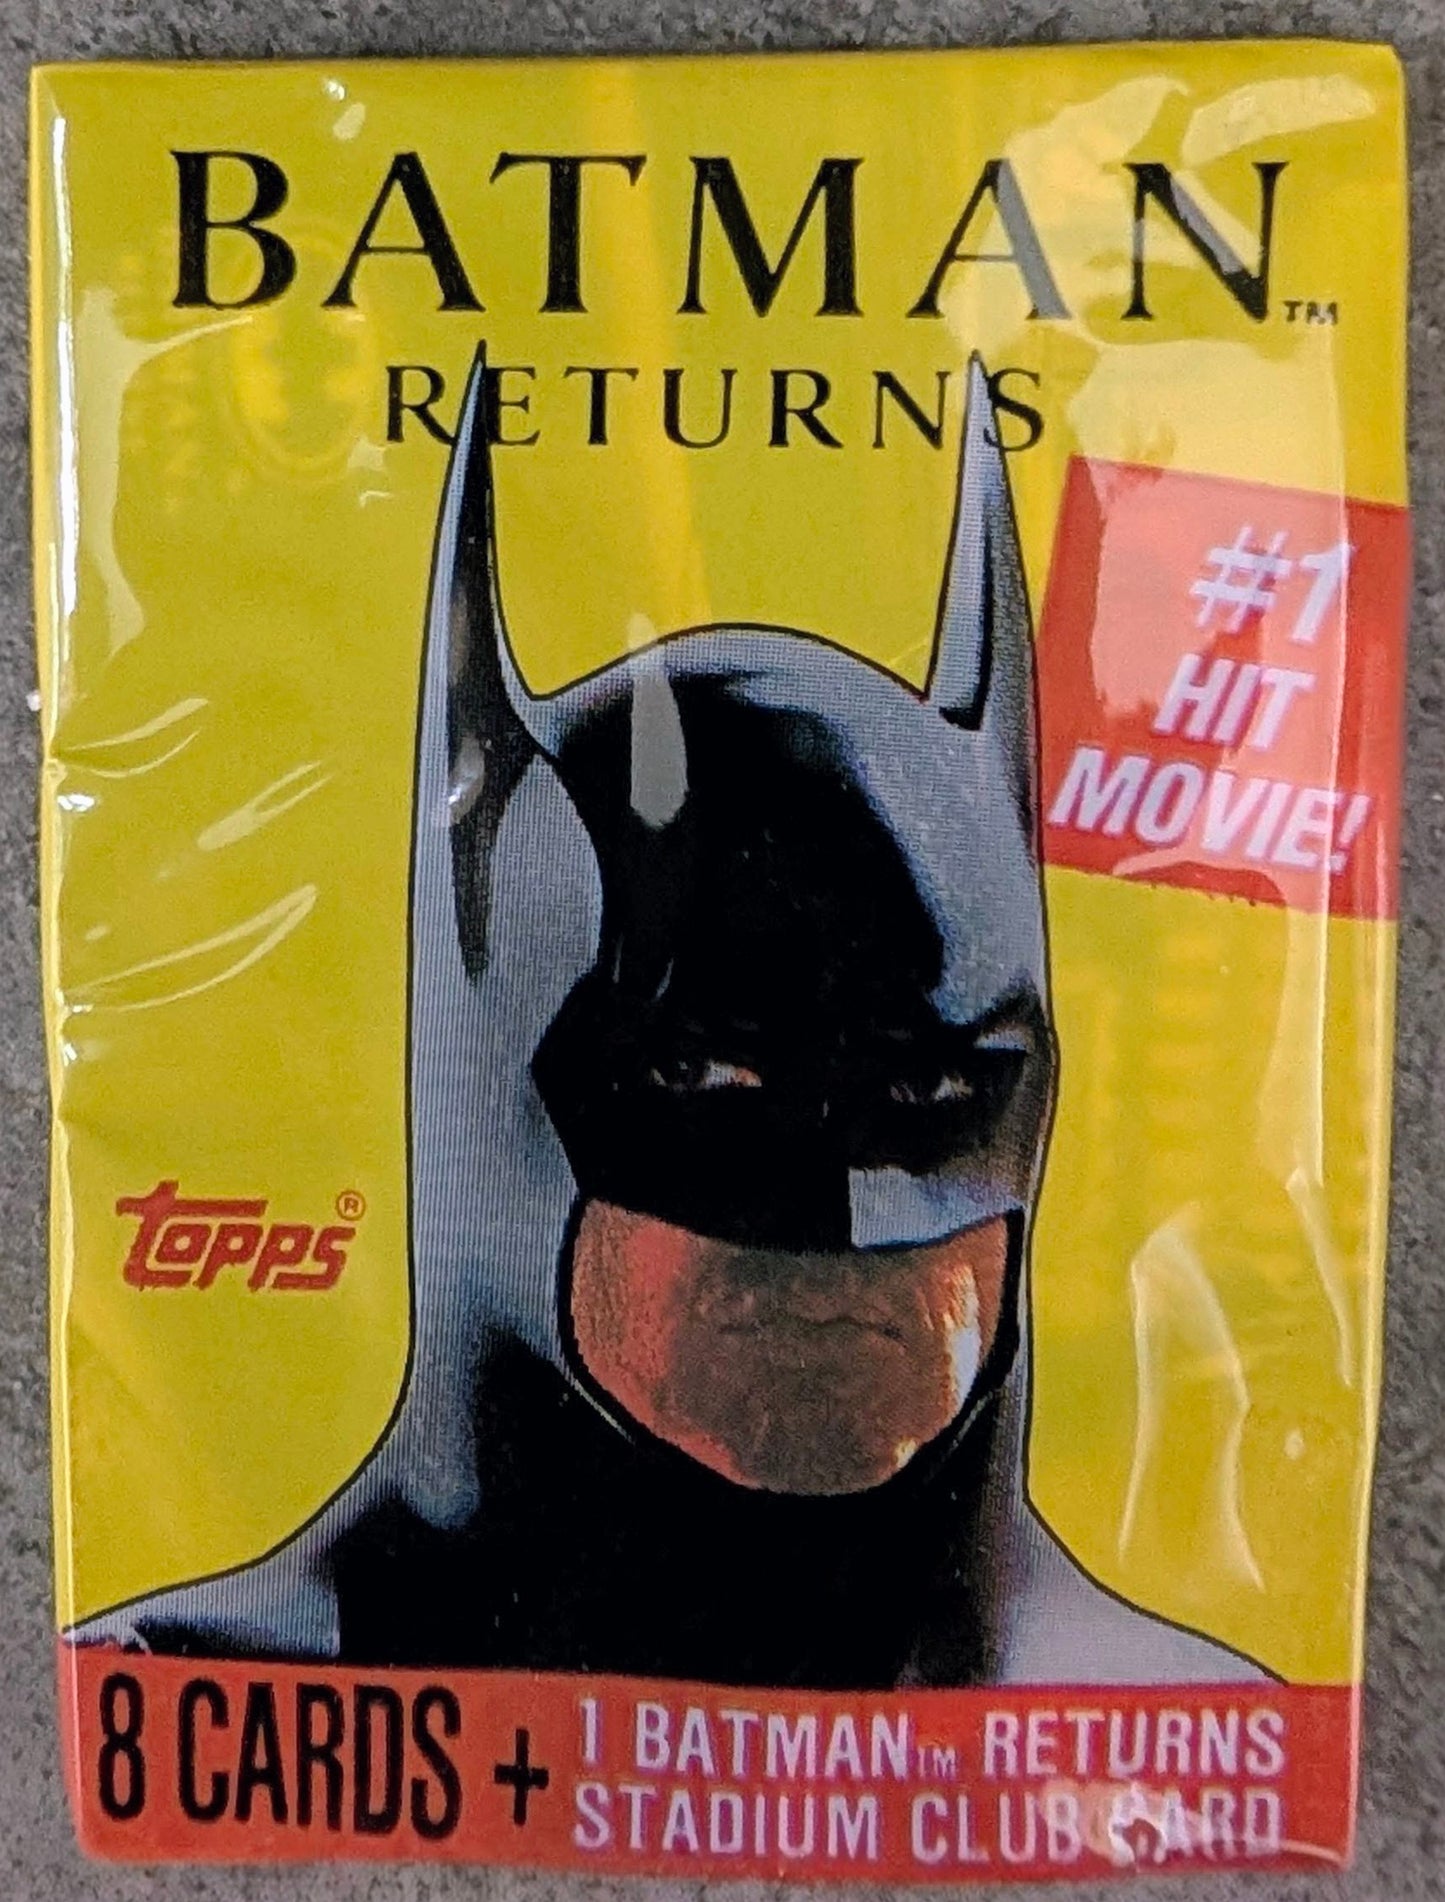 BATMAN™
RETURNS
#1
HIT
MOVIE!
TOPPS®
8 CARDS + 1 BATMAN™ RETURNS
STADIUM CLUB CARD